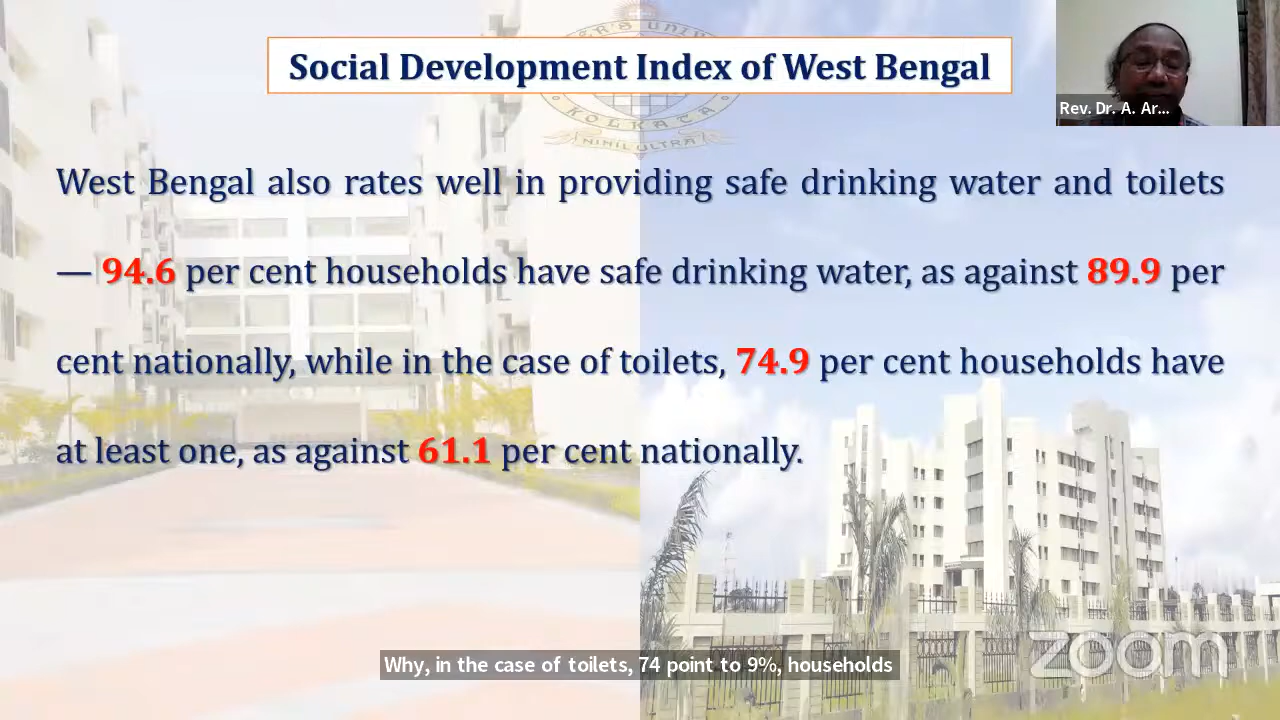 Social Development Index of West Bengal
Rev. Dr. A. Ar...
KOLKATA
NIHIL ULTRA
West Bengal also rates well in providing safe drinking water and toilets
— 94.6 per cent households have safe drinking water, as against 89.9 per
cent nationally, while in the case of toilets, 74.9 per cent households have
at least one, as against 61.1 per cent nationally.
zoom
Why, in the case of toilets, 74 point to 9%, households